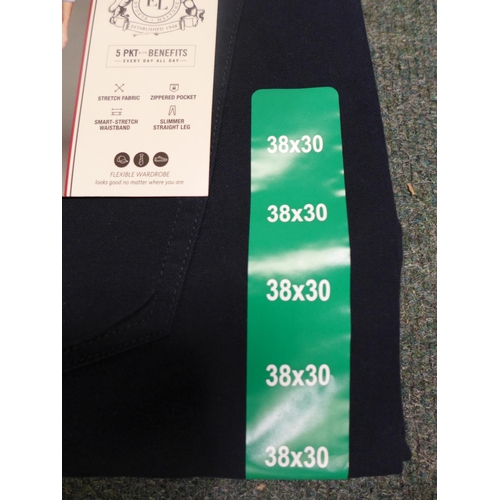 5 PKT BENEFITS
EVERY DAY ALL DAY
STRETCH FABRIC
ZIPPERED POCKET
SMART-STRETCH WAISTBAND
SLIMMER STRAIGHT LEG
FLEXIBLE WARDROBE
looks good no matter where you are
38x30
38x30
38x30
38x30
38x30